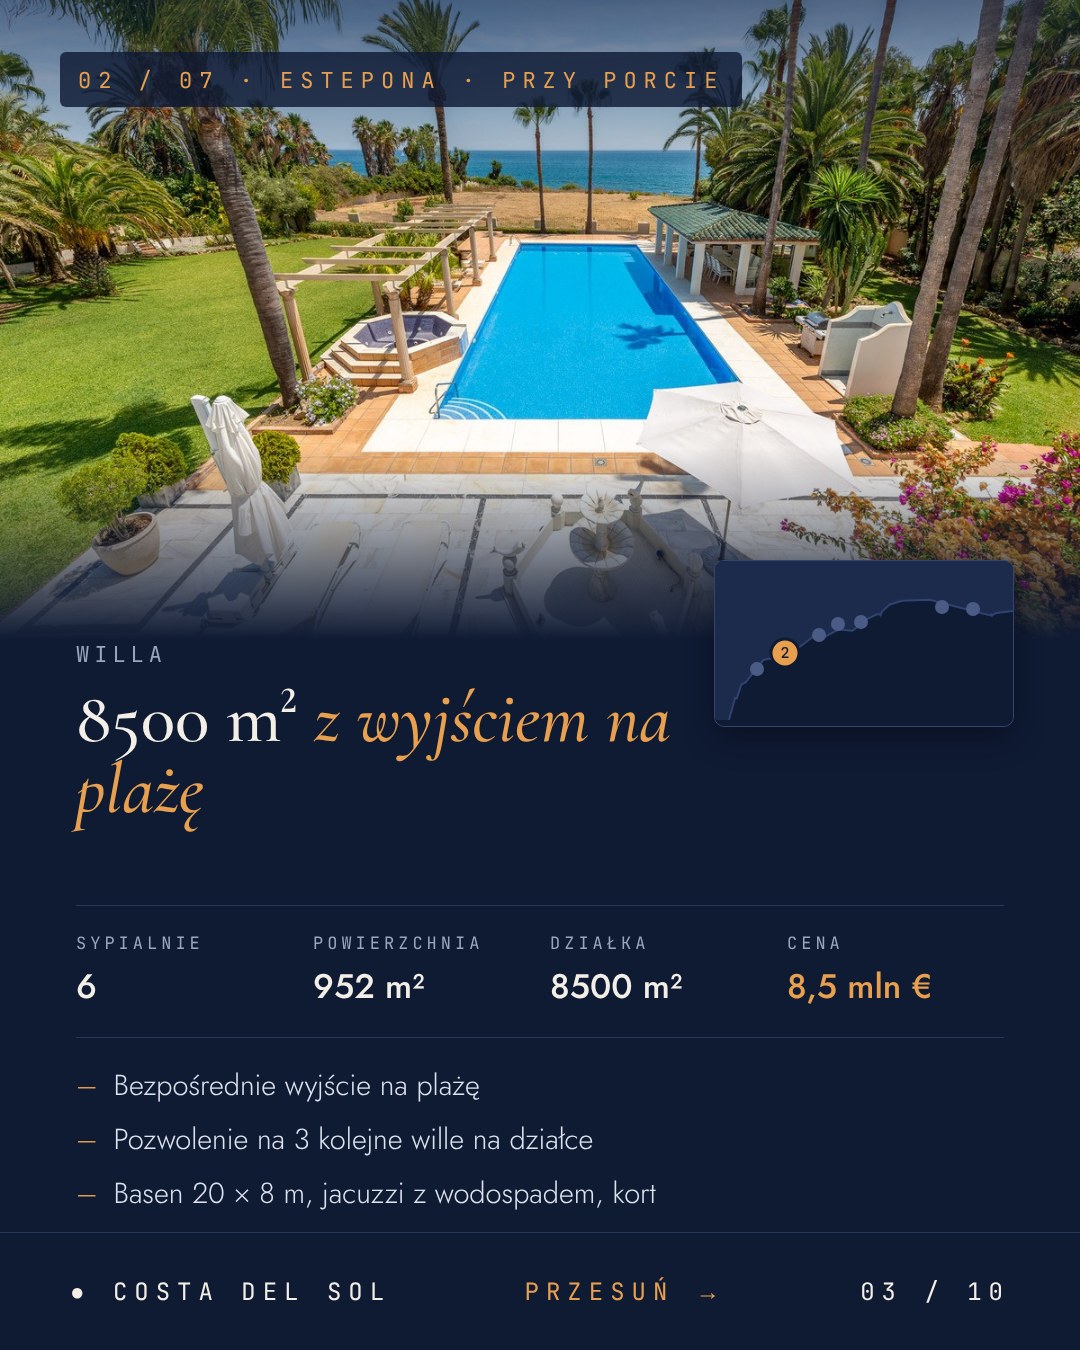 02 / 07 · ESTEPONA · PRZY PORCIE
2
WILLA
8500 m² z wyjściem na
plażę
SYPIALNIE POWIERZCHNIA DZIAŁKA CENA
6 952 m² 8500 m² 8,5 mln €
— Bezpośrednie wyjście na plażę
— Pozwolenie na 3 kolejne wille na działce
— Basen 20 × 8 m, jacuzzi z wodospadem, kort
• COSTA DEL SOL PRZESUŃ → 03 / 10